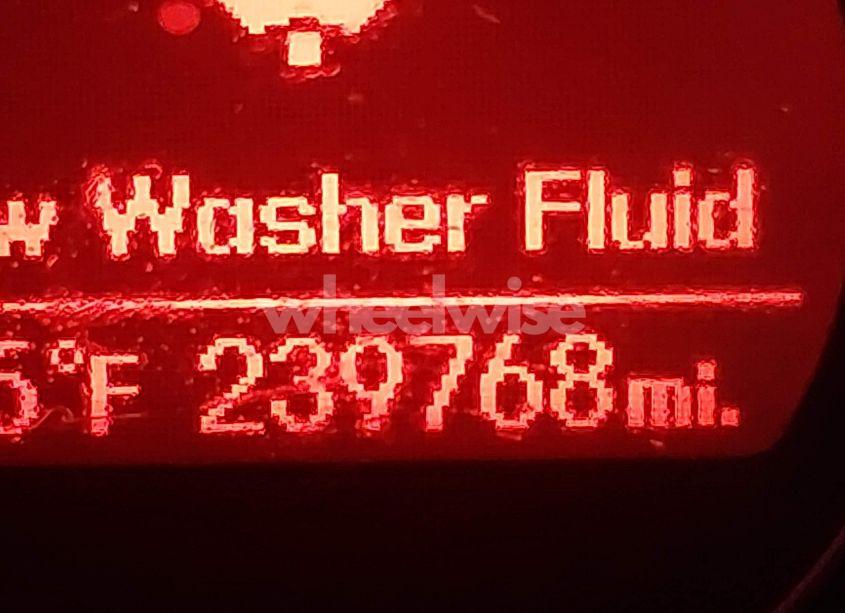 w Washer Fluid
wheelwise
5°F 239768 mi.